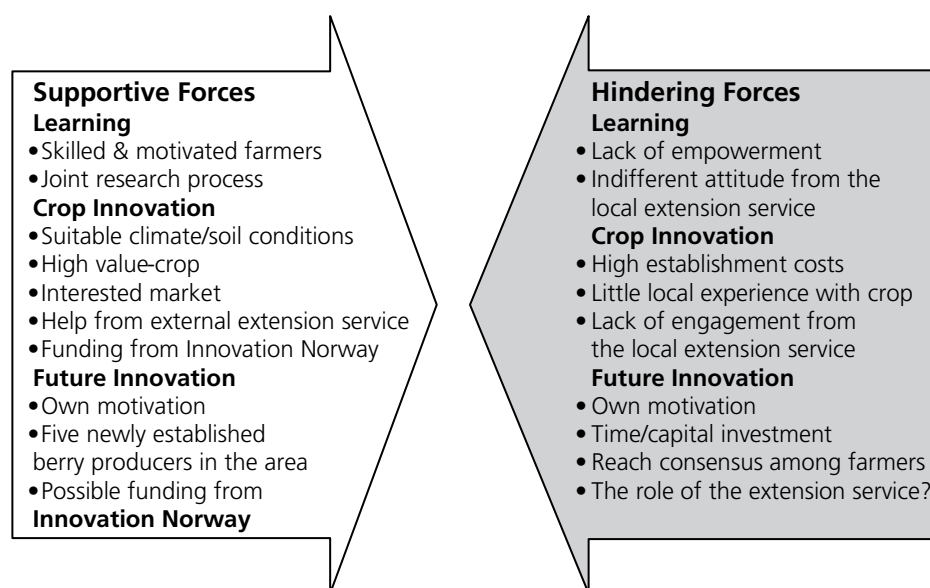 Supportive Forces
Learning
•Skilled & motivated farmers
•Joint research process
Crop Innovation
•Suitable climate/soil conditions
•High value-crop
•Interested market
•Help from external extension service
•Funding from Innovation Norway
Future Innovation
•Own motivation
•Five newly established
berry producers in the area
•Possible funding from
Innovation Norway
Hindering Forces
Learning
•Lack of empowerment
•Indifferent attitude from the
local extension service
Crop Innovation
•High establishment costs
•Little local experience with crop
•Lack of engagement from
the local extension service
Future Innovation
•Own motivation
•Time/capital investment
•Reach consensus among farmers
•The role of the extension service?